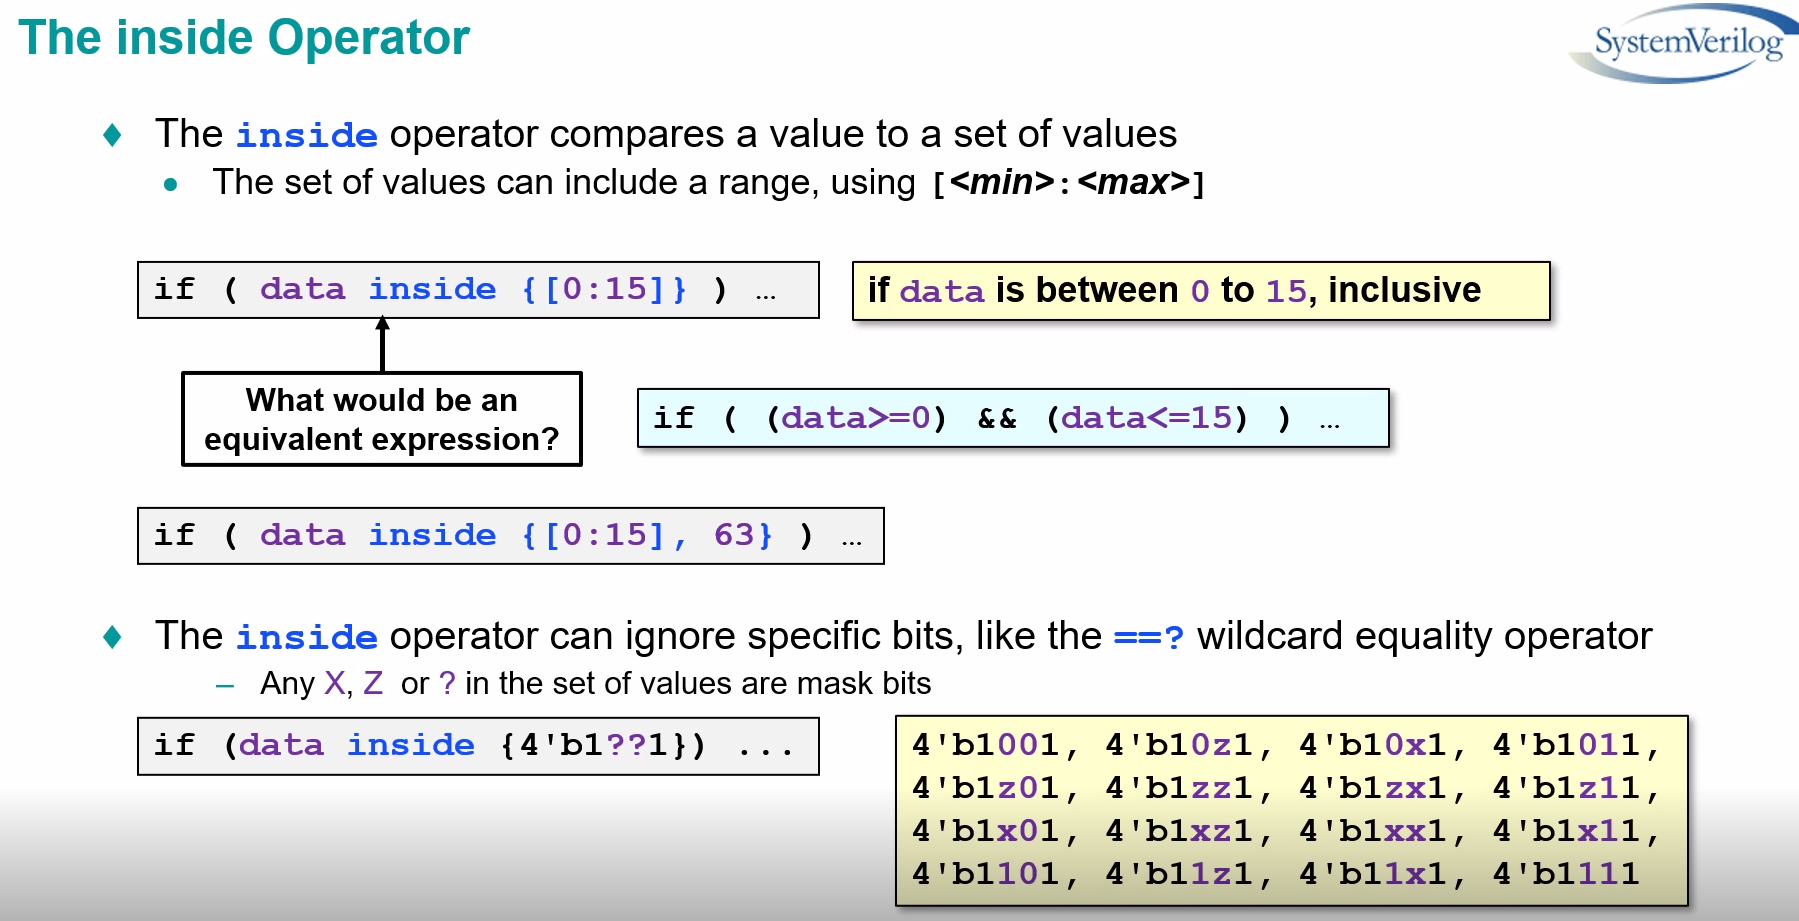 The inside Operator
SystemVerilog
♦ The inside operator compares a value to a set of values
• The set of values can include a range, using [<min>:<max>]
if ( data inside {[0:15]} ) …
if data is between 0 to 15, inclusive
What would be an
equivalent expression?
if ( (data>=0) && (data<=15) ) …
if ( data inside {[0:15], 63} ) …
♦ The inside operator can ignore specific bits, like the ==? wildcard equality operator
– Any X, Z or ? in the set of values are mask bits
if (data inside {4'b1??1}) ...
4'b1001, 4'b10z1, 4'b10x1, 4'b1011,
4'b1z01, 4'b1zz1, 4'b1zx1, 4'b1z11,
4'b1x01, 4'b1xz1, 4'b1xx1, 4'b1x11,
4'b1101, 4'b11z1, 4'b11x1, 4'b1111